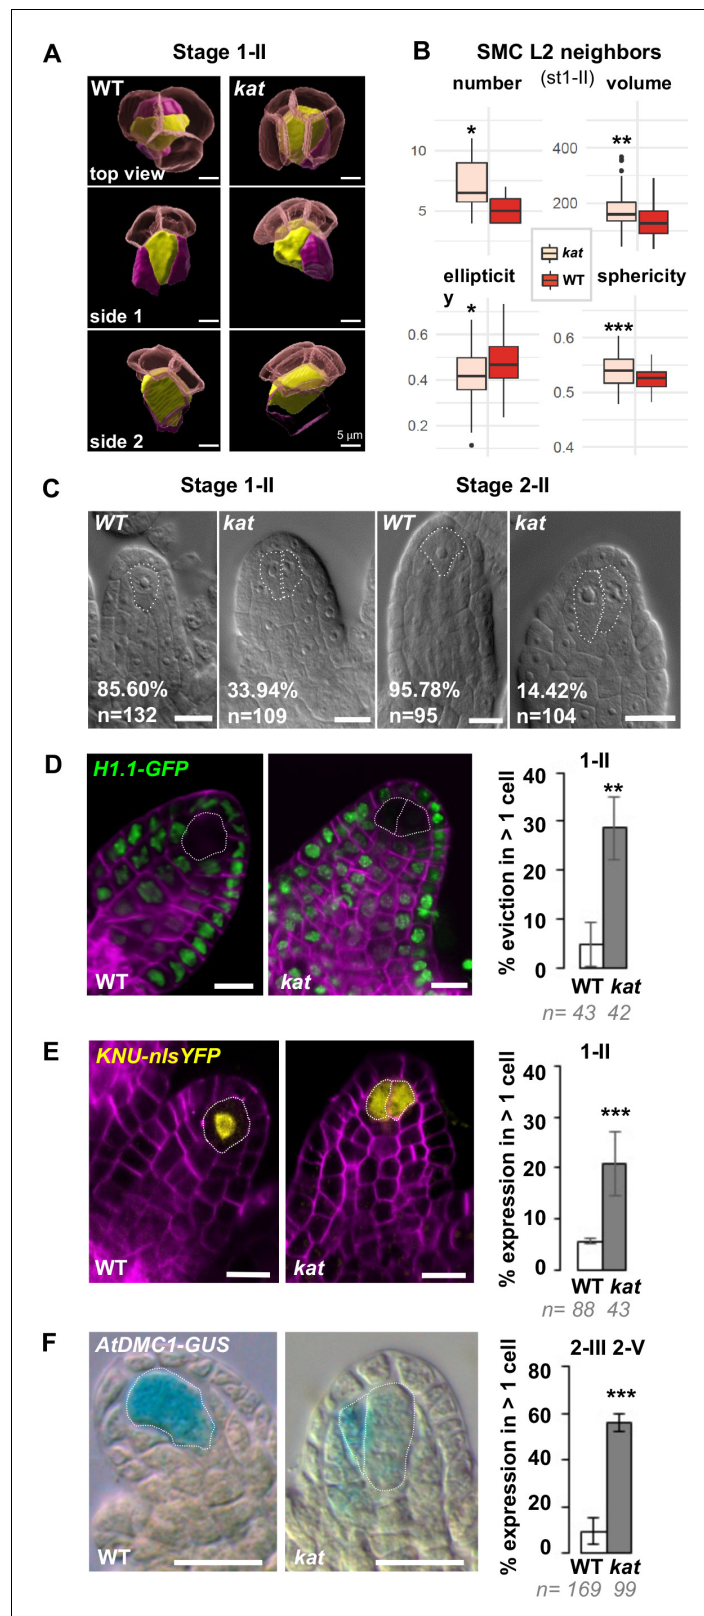 A
Stage 1-II
WT
kat
top view
side 1
side 2
5 µm
B
SMC L2 neighbors
(st1-II)
number
volume
*
**
10
5
400
200
kat
WT
ellipticit
y
sphericity
*
***
0.6
0.4
0.2
0.6
0.5
0.4
C
Stage 1-II
Stage 2-II
WT
kat
WT
kat
85.60%
n=132
33.94%
n=109
95.78%
n=95
14.42%
n=104
D
H1.1-GFP
WT
kat
1-II
% eviction in > 1 cell
40
30
20
10
0
**
WT kat
n= 43 42
E
KNU-nlsYFP
WT
kat
1-II
% expression in > 1 cell
40
30
20
10
0
***
WT kat
n= 88 43
F
AtDMC1-GUS
WT
kat
2-III 2-V
% expression in > 1 cell
80
60
40
20
0
***
WT kat
n= 169 99